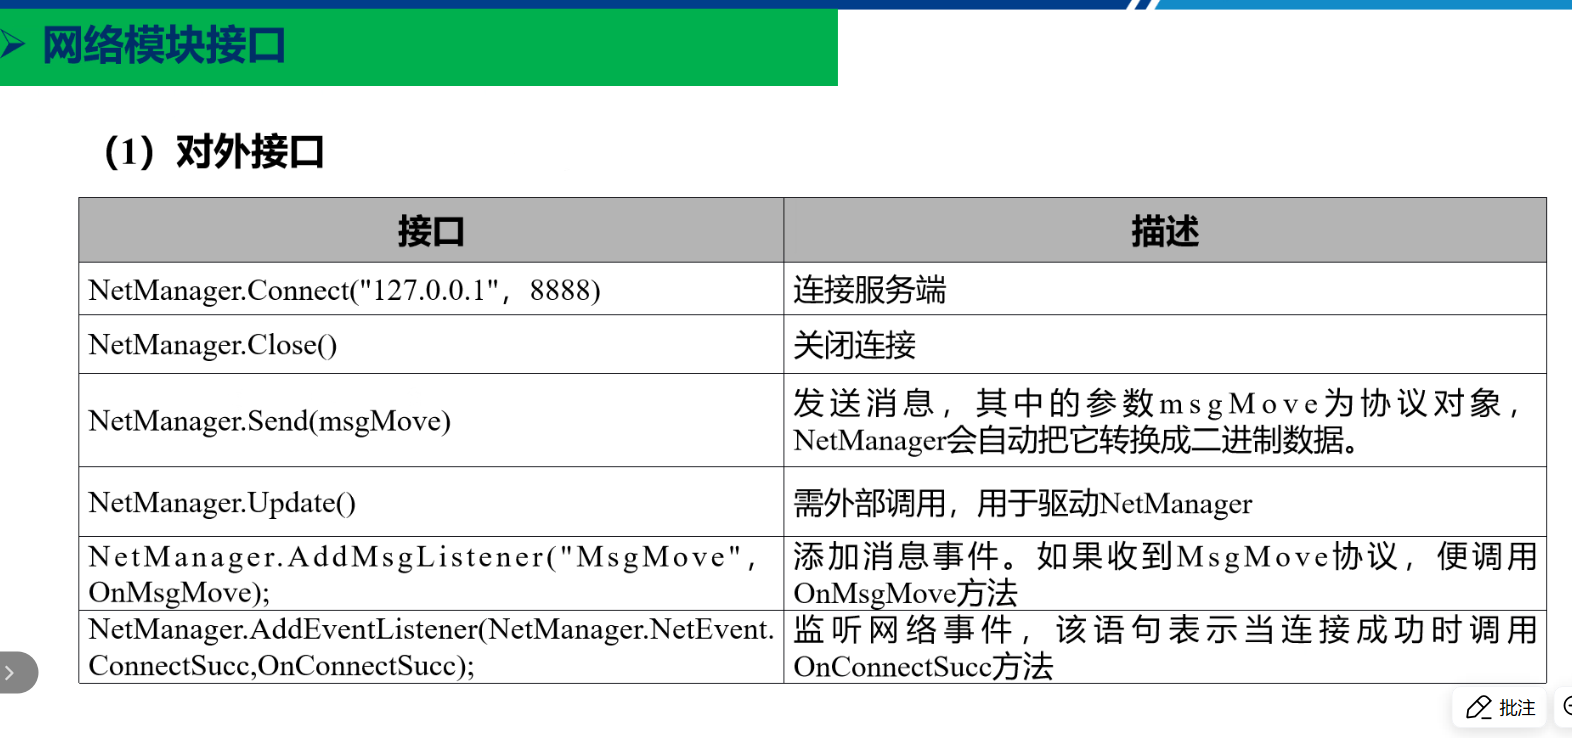 网络模块接口
（1）对外接口
接口
描述
NetManager.Connect("127.0.0.1"，8888)
连接服务端
NetManager.Close()
关闭连接
NetManager.Send(msgMove)
发送消息，其中的参数msgMove为协议对象，
NetManager会自动把它转换成二进制数据。
NetManager.Update()
需外部调用，用于驱动NetManager
NetManager.AddMsgListener("MsgMove"，
OnMsgMove);
添加消息事件。如果收到MsgMove协议，便调用
OnMsgMove方法
NetManager.AddEventListener(NetManager.NetEvent.
ConnectSucc,OnConnectSucc);
监听网络事件，该语句表示当连接成功时调用
OnConnectSucc方法
批注